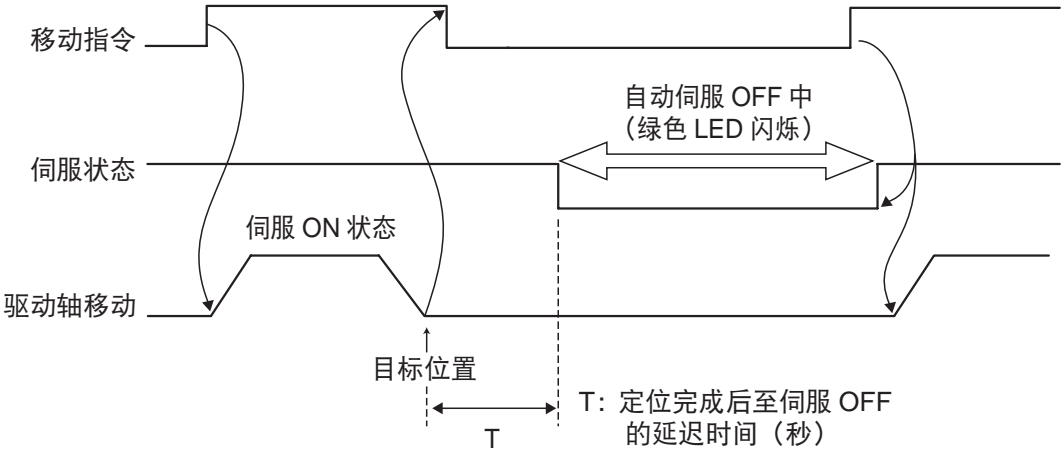 移动指令
自动伺服 OFF 中
（绿色 LED 闪烁）
伺服状态
伺服 ON 状态
驱动轴移动
目标位置
T：定位完成后至伺服 OFF
的延迟时间（秒）
T